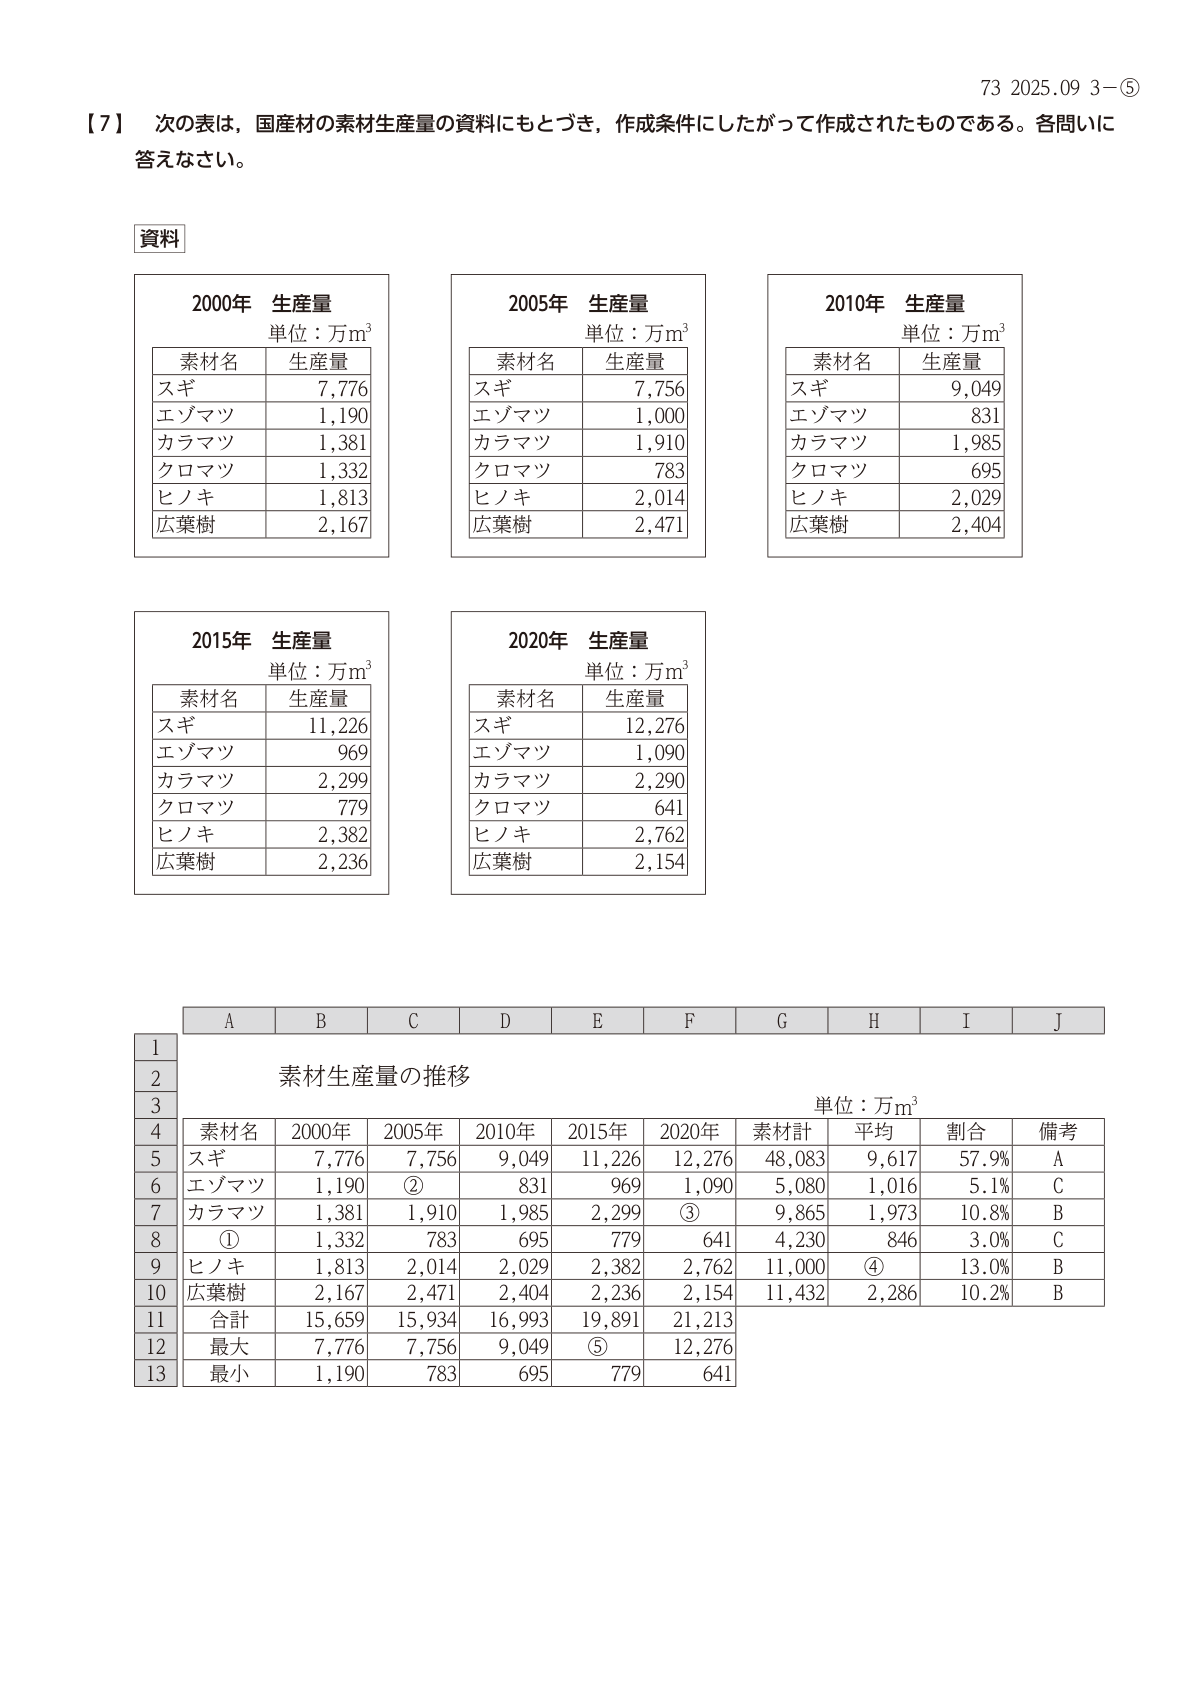 73 2025.09 3－⑤
【7】 次の表は，国産材の素材生産量の資料にもとづき，作成条件にしたがって作成されたものである。各問いに
答えなさい。
資料
2000年 生産量
単位：万m³
素材名 生産量
スギ 7,776
エゾマツ 1,190
カラマツ 1,381
クロマツ 1,332
ヒノキ 1,813
広葉樹 2,167
2005年 生産量
単位：万m³
素材名 生産量
スギ 7,756
エゾマツ 1,000
カラマツ 1,910
クロマツ 783
ヒノキ 2,014
広葉樹 2,471
2010年 生産量
単位：万m³
素材名 生産量
スギ 9,049
エゾマツ 831
カラマツ 1,985
クロマツ 695
ヒノキ 2,029
広葉樹 2,404
2015年 生産量
単位：万m³
素材名 生産量
スギ 11,226
エゾマツ 969
カラマツ 2,299
クロマツ 779
ヒノキ 2,382
広葉樹 2,236
2020年 生産量
単位：万m³
素材名 生産量
スギ 12,276
エゾマツ 1,090
カラマツ 2,290
クロマツ 641
ヒノキ 2,762
広葉樹 2,154
A B C D E F G H I J
1
2 素材生産量の推移
3 単位：万m³
4 素材名 2000年 2005年 2010年 2015年 2020年 素材計 平均 割合 備考
5 スギ 7,776 7,756 9,049 11,226 12,276 48,083 9,617 57.9% A
6 エゾマツ 1,190 ② 831 969 1,090 5,080 1,016 5.1% C
7 カラマツ 1,381 1,910 1,985 2,299 ③ 9,865 1,973 10.8% B
8 ① 1,332 783 695 779 641 4,230 846 3.0% C
9 ヒノキ 1,813 2,014 2,029 2,382 2,762 11,000 ④ 13.0% B
10 広葉樹 2,167 2,471 2,404 2,236 2,154 11,432 2,286 10.2% B
11 合計 15,659 15,934 16,993 19,891 21,213
12 最大 7,776 7,756 9,049 ⑤ 12,276
13 最小 1,190 783 695 779 641